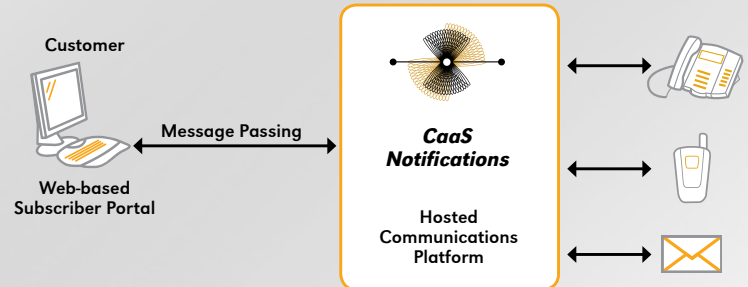 Customer
Message Passing
Web-based
Subscriber Portal
CaaS
Notifications
Hosted
Communications
Platform